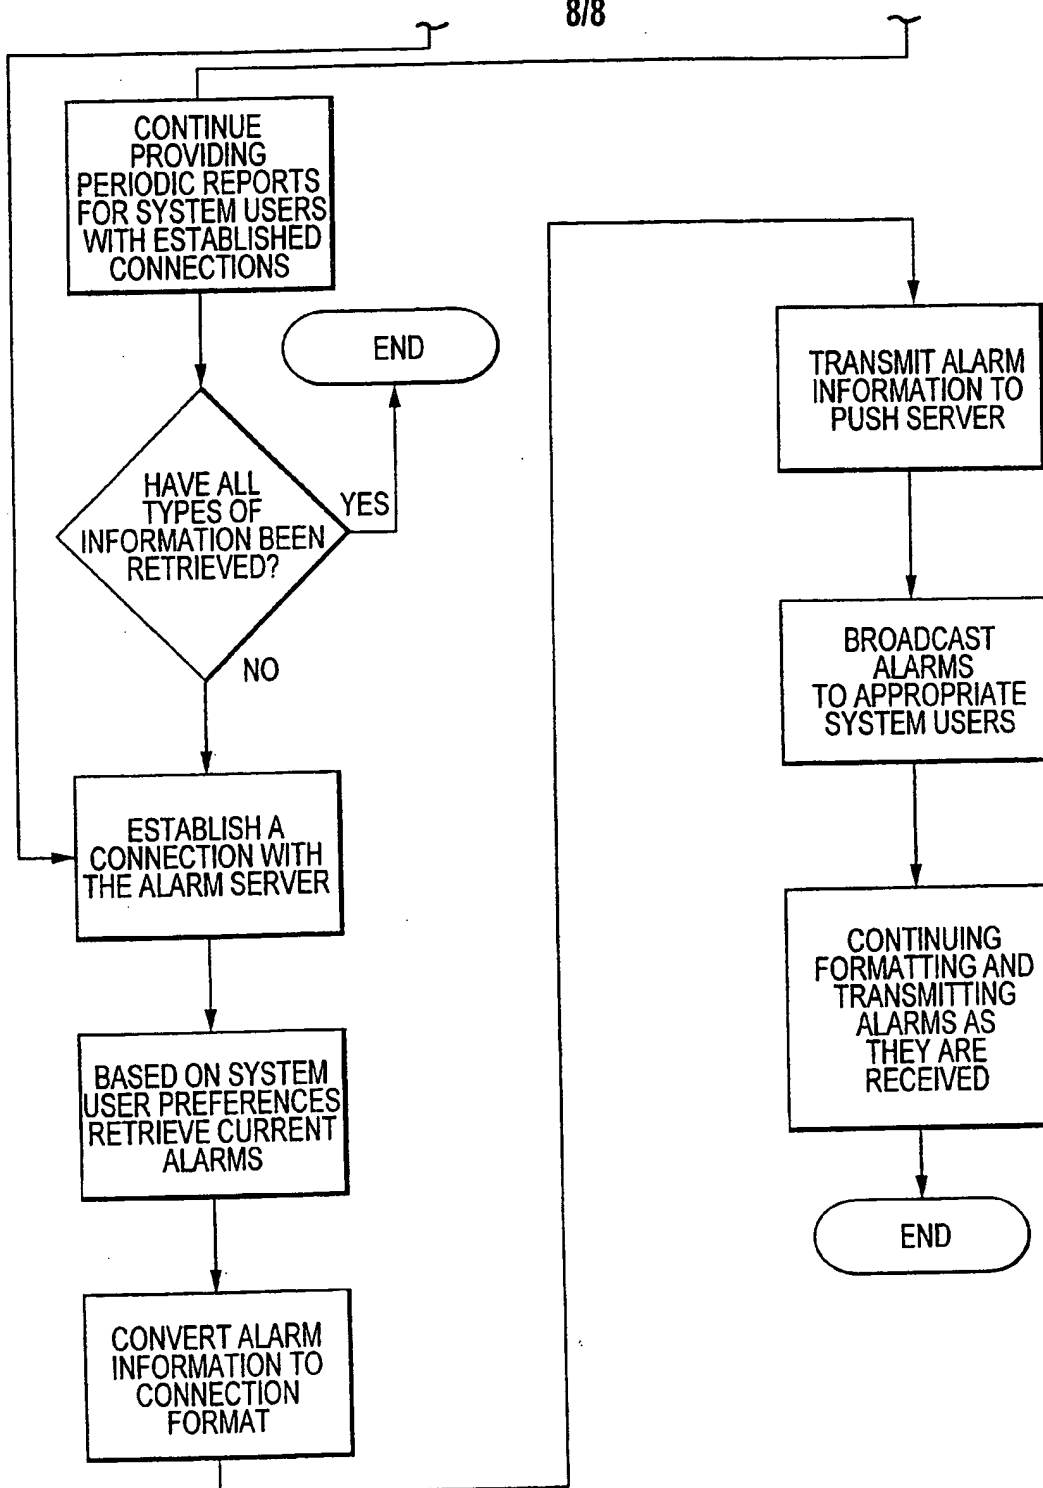 8/8
CONTINUE
PROVIDING
PERIODIC REPORTS
FOR SYSTEM USERS
WITH ESTABLISHED
CONNECTIONS
END
HAVE ALL
TYPES OF
INFORMATION BEEN
RETRIEVED?
YES
NO
ESTABLISH A
CONNECTION WITH
THE ALARM SERVER
BASED ON SYSTEM
USER PREFERENCES
RETRIEVE CURRENT
ALARMS
CONVERT ALARM
INFORMATION TO
CONNECTION
FORMAT
TRANSMIT ALARM
INFORMATION TO
PUSH SERVER
BROADCAST
ALARMS
TO APPROPRIATE
SYSTEM USERS
CONTINUING
FORMATTING AND
TRANSMITTING
ALARMS AS
THEY ARE
RECEIVED
END